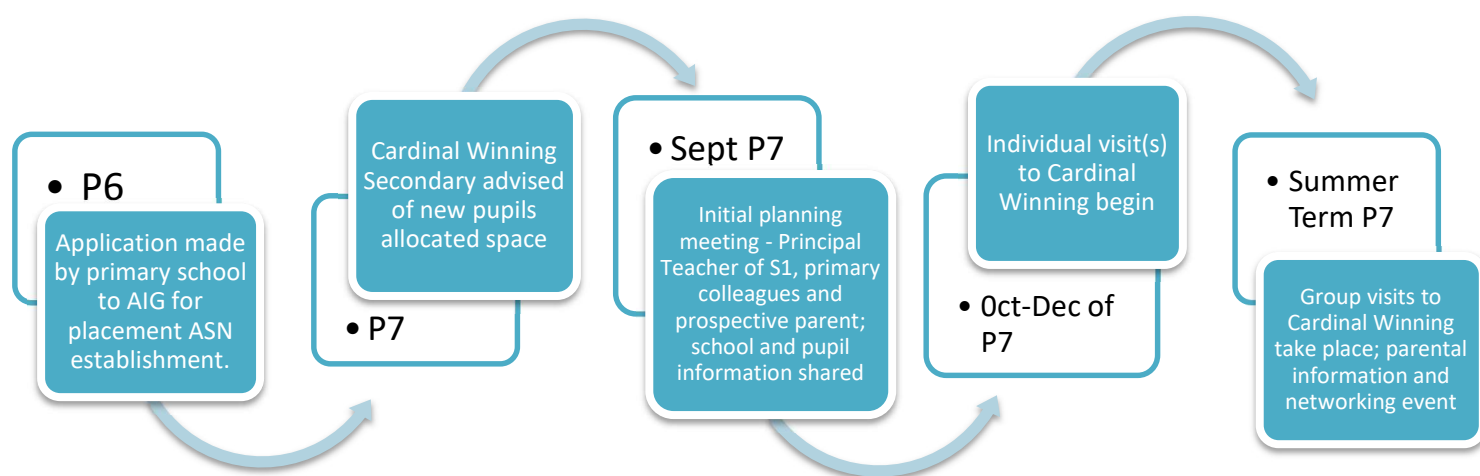 • P6
Application made
by primary school
to AIG for
placement ASN
establishment.
Cardinal Winning
Secondary advised
of new pupils
allocated space
• P7
• Sept P7
Initial planning
meeting - Principal
Teacher of S1, primary
colleagues and
prospective parent;
school and pupil
information shared
Individual visit(s)
to Cardinal
Winning begin
• 0ct-Dec of
P7
• Summer
Term P7
Group visits to
Cardinal Winning
take place; parental
information and
networking event